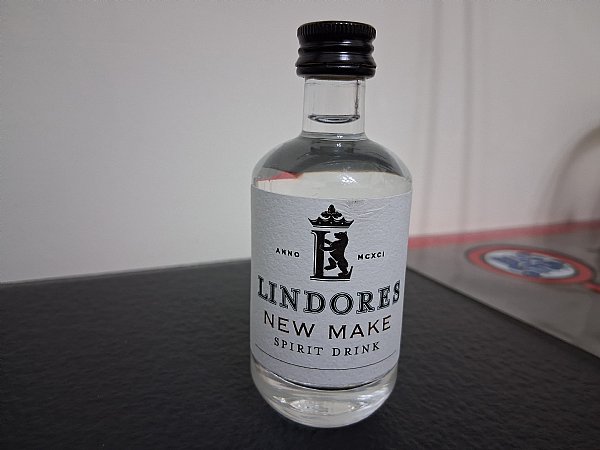 ANNO L MCXCI
LINDORES
NEW MAKE
SPIRIT DRINK